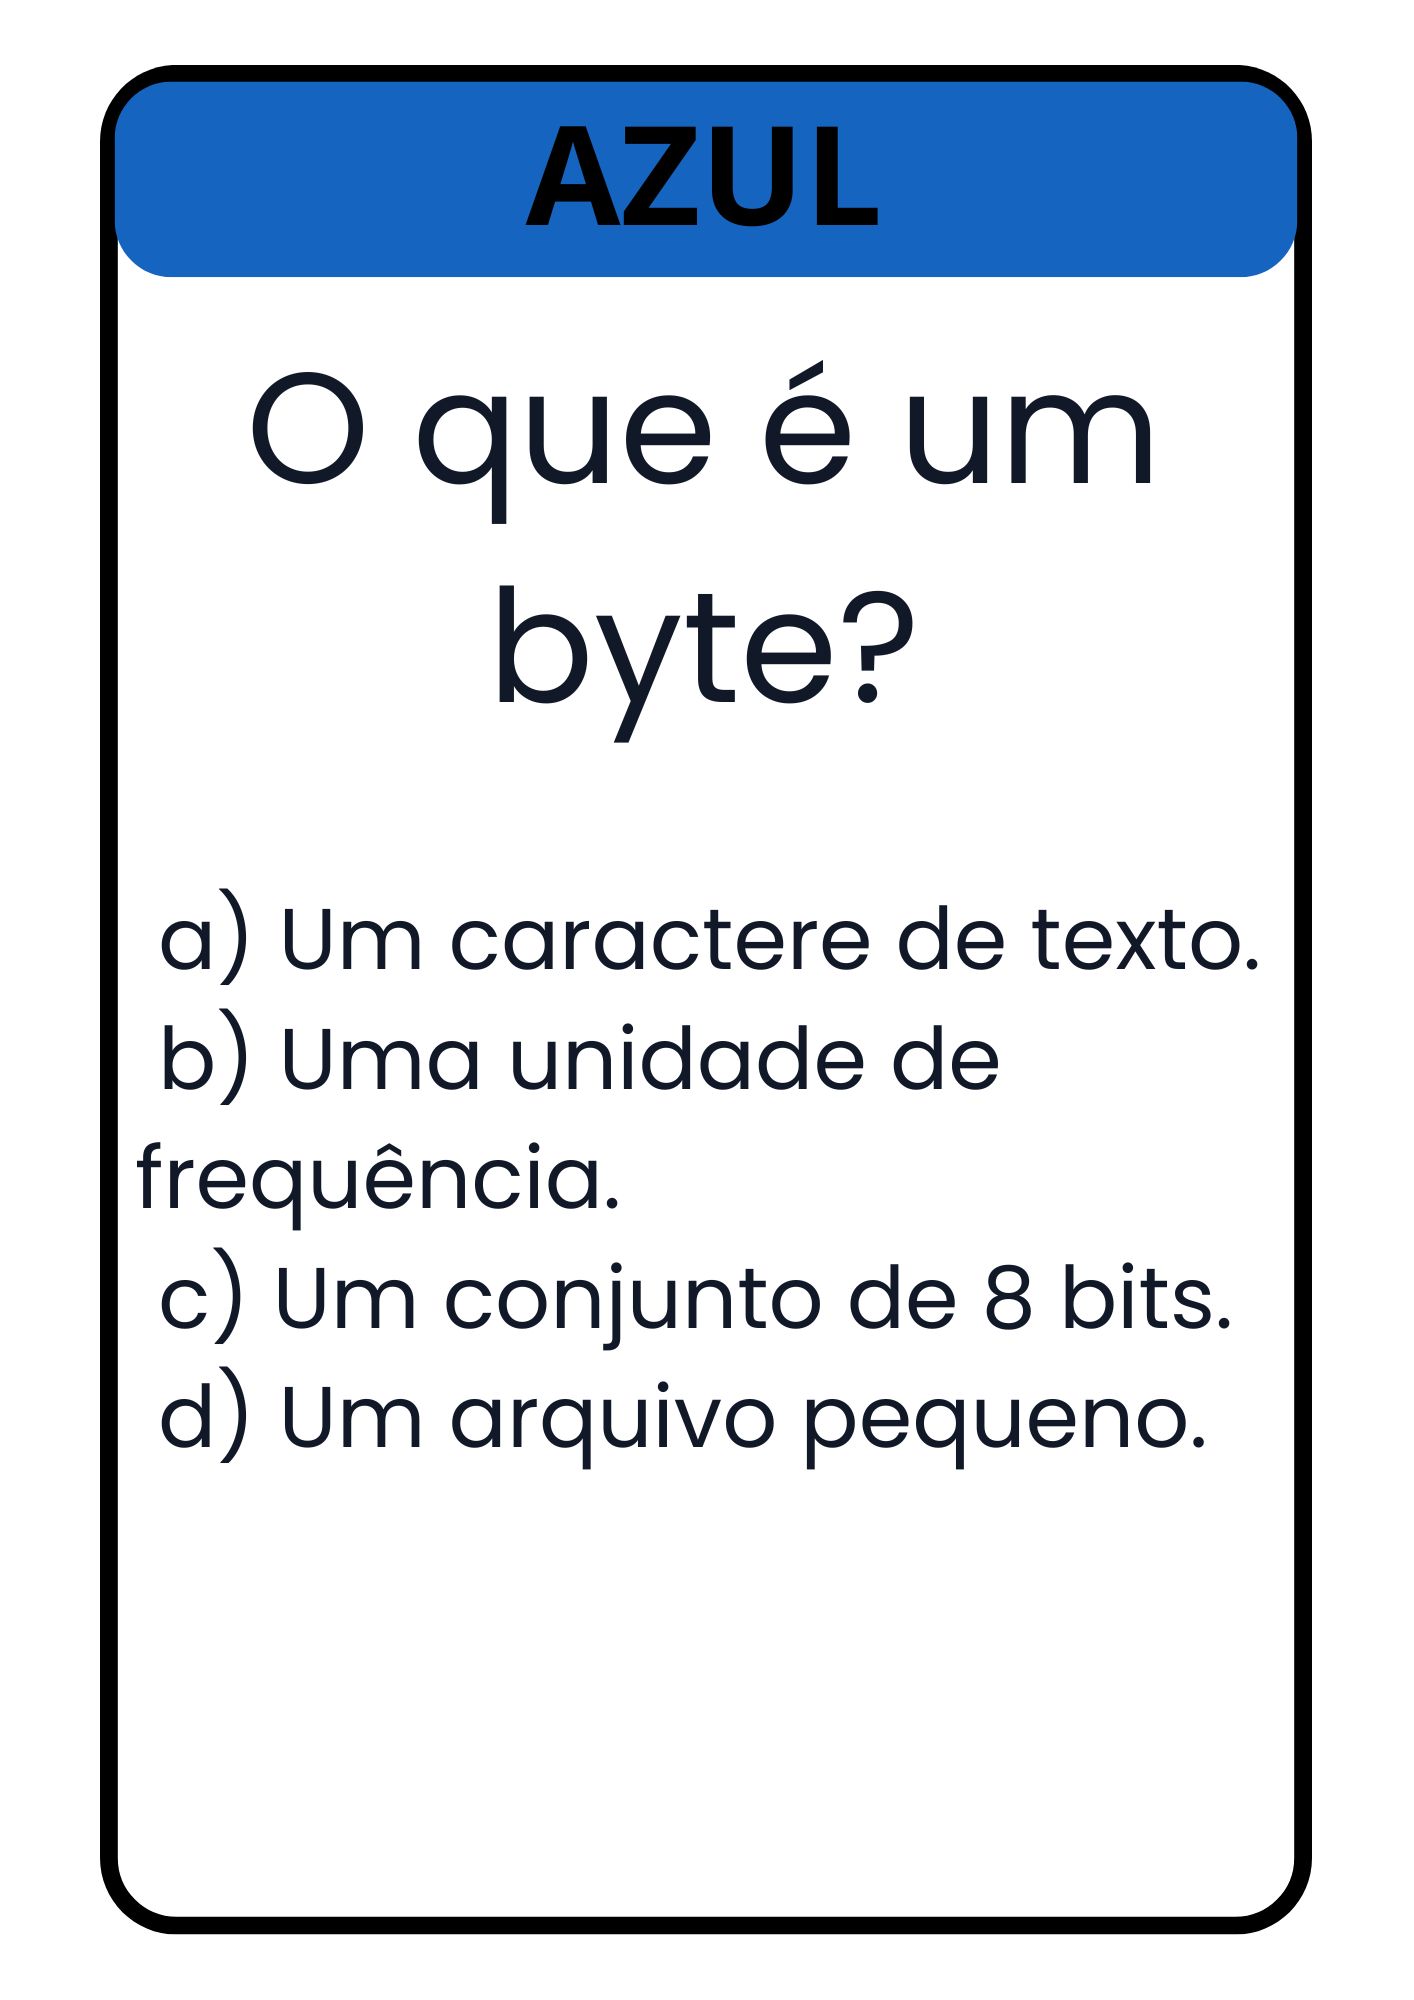 AZUL
O que é um
byte?
a) Um caractere de texto.
b) Uma unidade de
frequência.
c) Um conjunto de 8 bits.
d) Um arquivo pequeno.